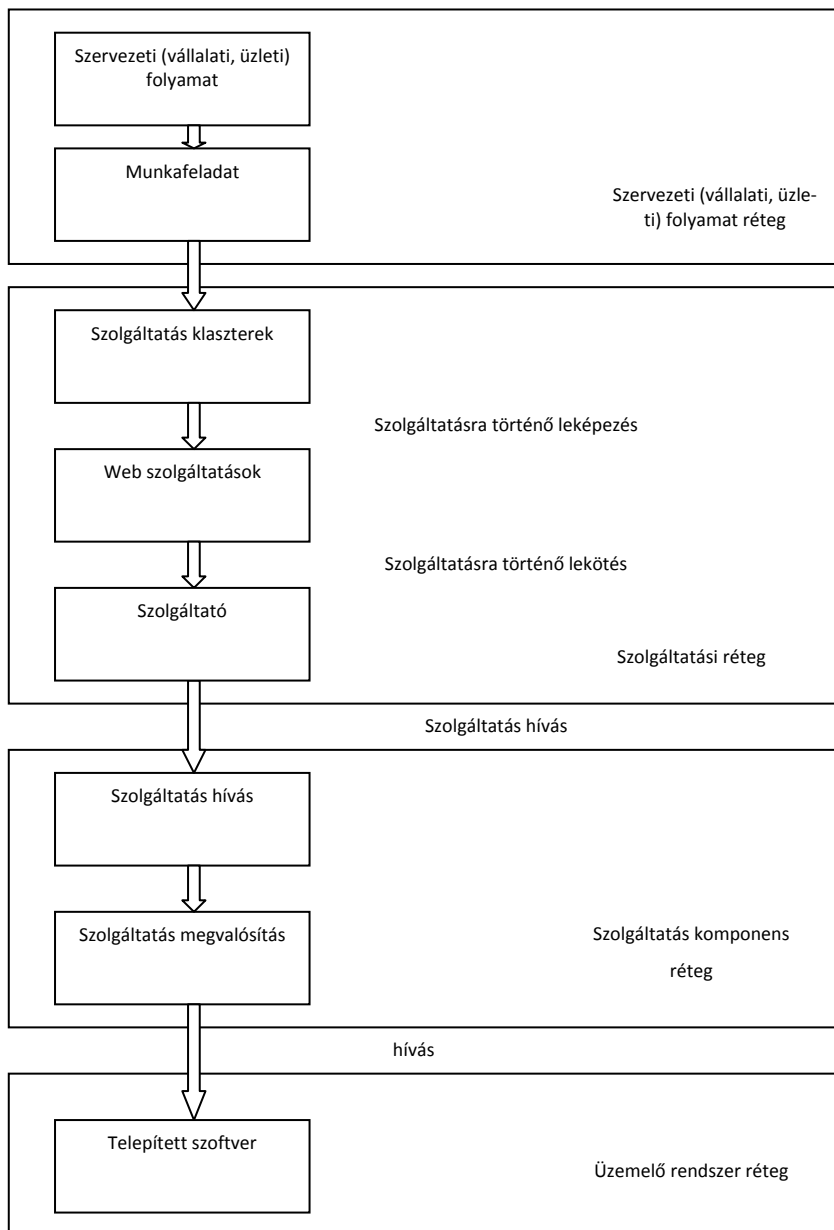 Szervezeti (vállalati, üzleti)
folyamat
Munkafeladat
Szervezeti (vállalati, üzle-
ti) folyamat réteg
Szolgáltatás klaszterek
Szolgáltatásra történő leképezés
Web szolgáltatások
Szolgáltatásra történő lekötés
Szolgáltató
Szolgáltatási réteg
Szolgáltatás hívás
Szolgáltatás hívás
Szolgáltatás megvalósítás
Szolgáltatás komponens
réteg
hívás
Telepített szoftver
Üzemelő rendszer réteg